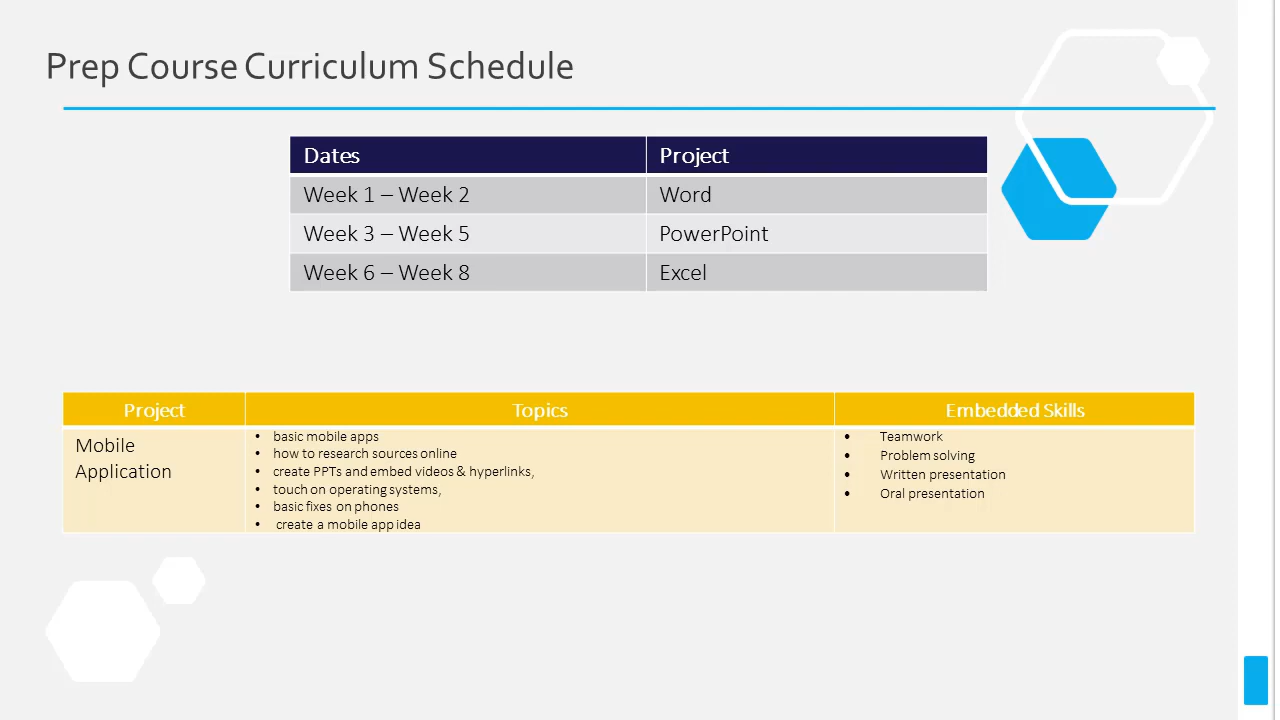 Prep Course Curriculum Schedule
Dates Project
Week 1 – Week 2 Word
Week 3 – Week 5 PowerPoint
Week 6 – Week 8 Excel
Project Topics Embedded Skills
Mobile
Application
• basic mobile apps
• how to research sources online
• create PPTs and embed videos & hyperlinks,
• touch on operating systems,
• basic fixes on phones
• create a mobile app idea
• Teamwork
• Problem solving
• Written presentation
• Oral presentation